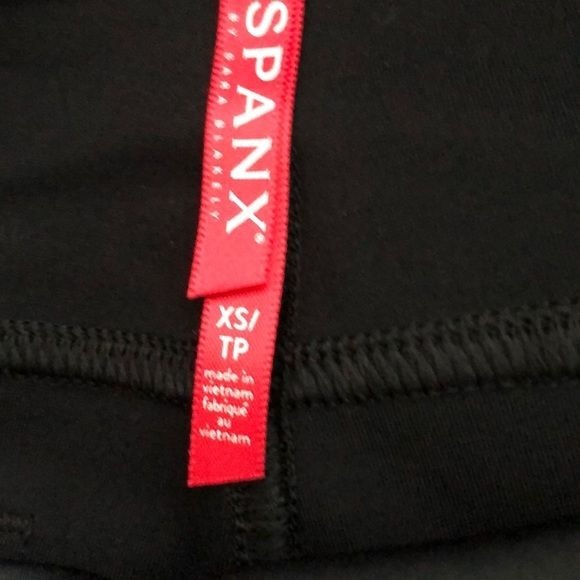 SPANX®
BY SARA BLAKELY
XS/
TP
made in
vietnam
fabriqué
au
vietnam